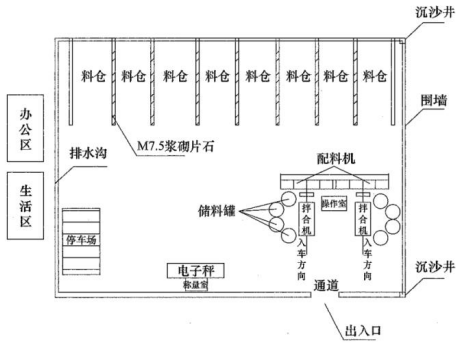 沉沙井
料仓 料仓 料仓 料仓 料仓 料仓 料仓 料仓
围墙
办公区
M7.5浆砌片石
排水沟
配料机
生活区
储料罐
拌合机
操作室
拌合机
停车场
入车方向
入车方向
电子秤
称量室
通道
沉沙井
出入口